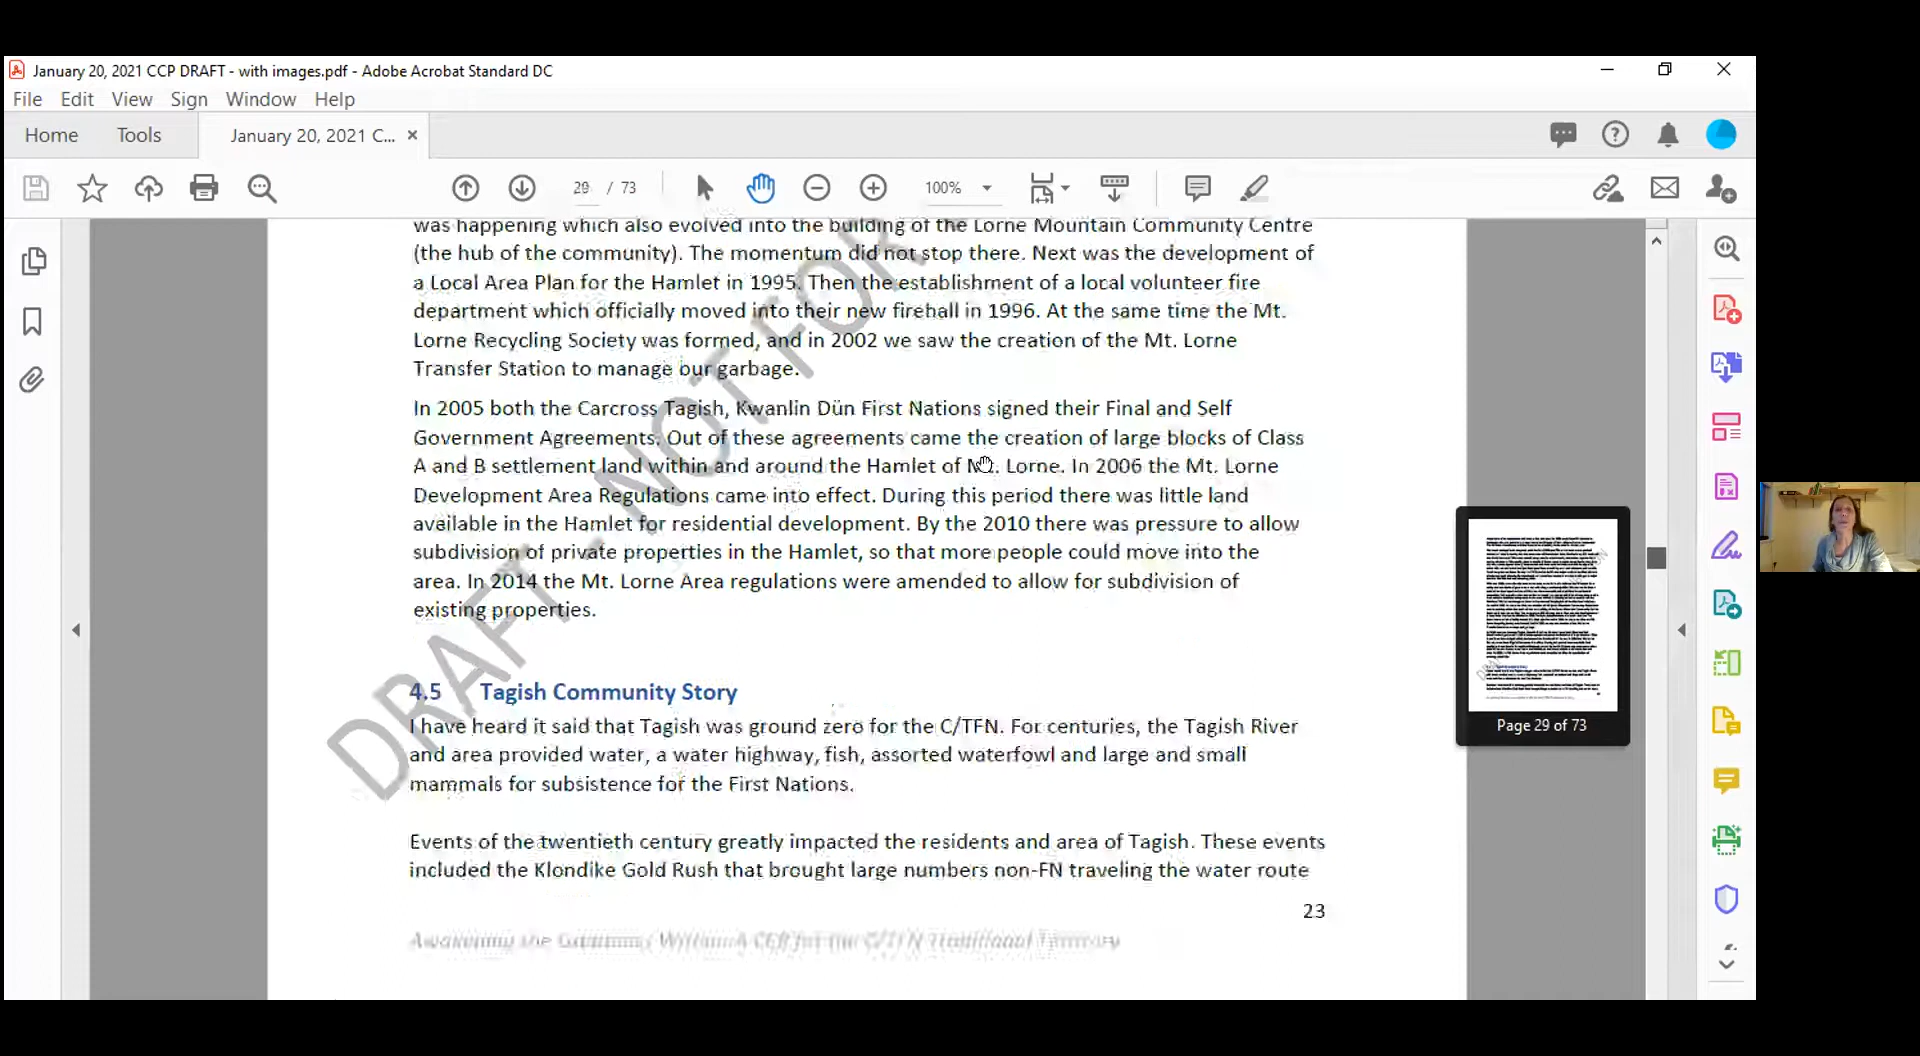 January 20, 2021 CCP DRAFT - with images.pdf - Adobe Acrobat Standard DC
File Edit View Sign Window Help
Home Tools January 20, 2021 C... ×
29 / 73 100%
was happening which also evolved into the building of the Lorne Mountain Community Centre
(the hub of the community). The momentum did not stop there. Next was the development of
a Local Area Plan for the Hamlet in 1995. Then the establishment of a local volunteer fire
department which officially moved into their new firehall in 1996. At the same time the Mt.
Lorne Recycling Society was formed, and in 2002 we saw the creation of the Mt. Lorne
Transfer Station to manage our garbage.
In 2005 both the Carcross Tagish, Kwanlin Dün First Nations signed their Final and Self
Government Agreements. Out of these agreements came the creation of large blocks of Class
A and B settlement land within and around the Hamlet of Mt. Lorne. In 2006 the Mt. Lorne
Development Area Regulations came into effect. During this period there was little land
available in the Hamlet for residential development. By the 2010 there was pressure to allow
subdivision of private properties in the Hamlet, so that more people could move into the
area. In 2014 the Mt. Lorne Area regulations were amended to allow for subdivision of
existing properties.
DRAFT - NOT FOR
4.5 Tagish Community Story
I have heard it said that Tagish was ground zero for the C/TFN. For centuries, the Tagish River
and area provided water, a water highway, fish, assorted waterfowl and large and small
mammals for subsistence for the First Nations.
Events of the twentieth century greatly impacted the residents and area of Tagish. These events
included the Klondike Gold Rush that brought large numbers non-FN traveling the water route
23
Awakening the Within A CCP for the C/TFN Traditional Territory
Page 29 of 73